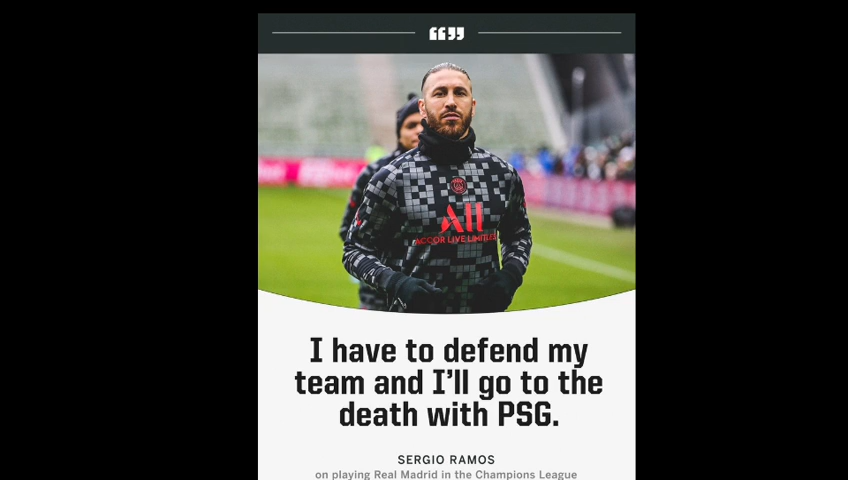 ALL
ACCOR LIVE LIMITLESS
I have to defend my
team and I'll go to the
death with PSG.
SERGIO RAMOS
on playing Real Madrid in the Champions League